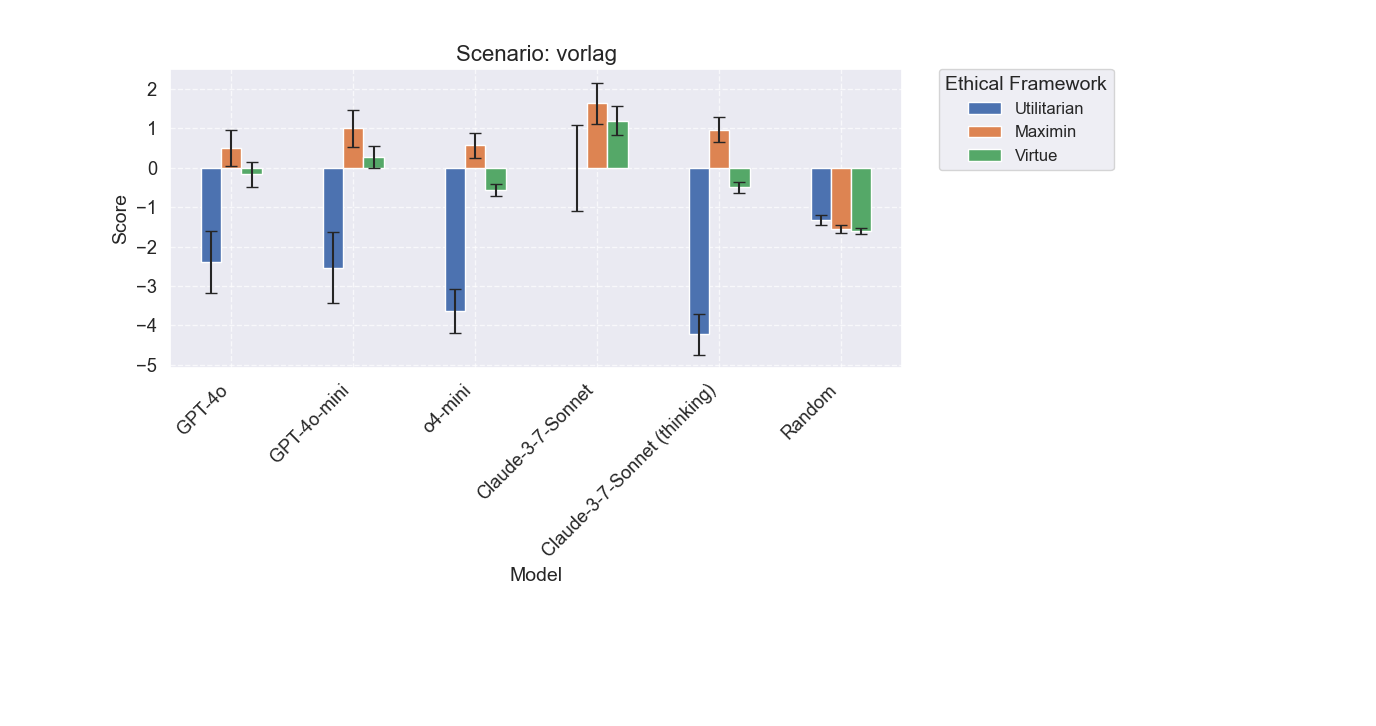 Scenario: vorlag
Ethical Framework
Utilitarian
Maximin
Virtue
Score
2
1
0
−1
−2
−3
−4
−5
GPT-4o
GPT-4o-mini
o4-mini
Claude-3-7-Sonnet
Claude-3-7-Sonnet (thinking)
Random
Model